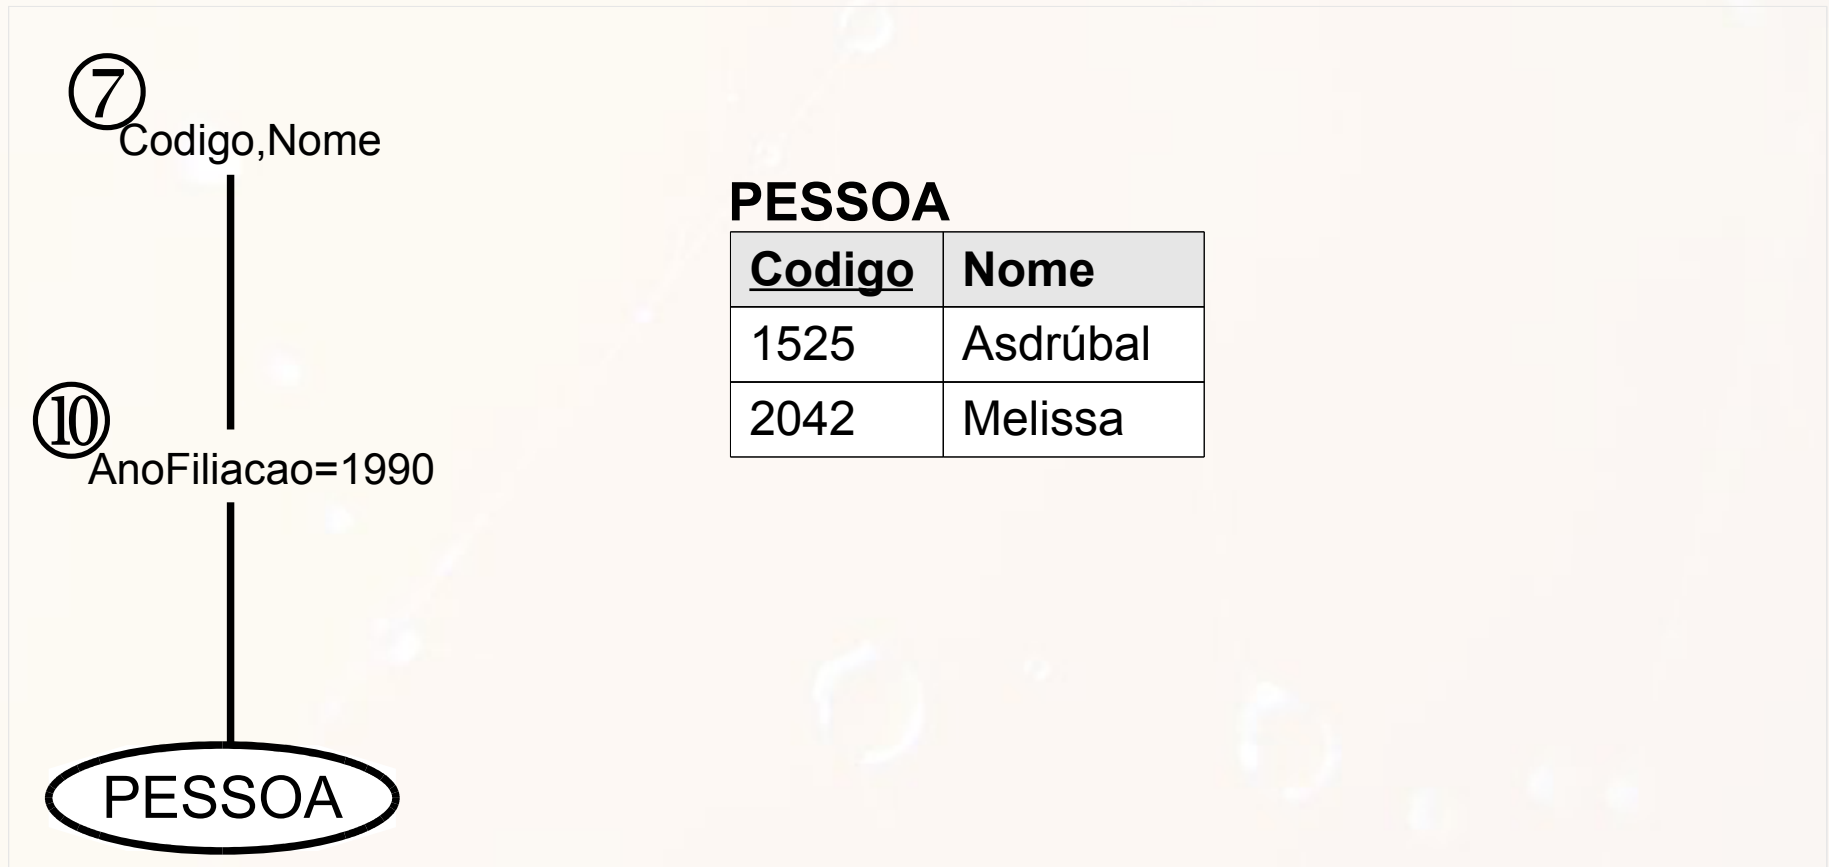 ⑦
Codigo,Nome
⑩
AnoFiliacao=1990
PESSOA
PESSOA
Codigo Nome
1525 Asdrúbal
2042 Melissa